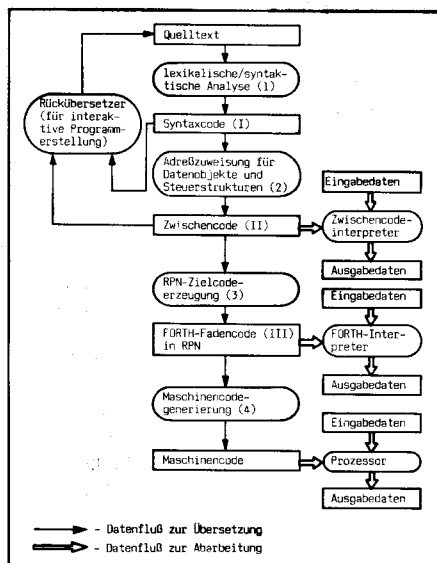 Quelltext
lexikalische/syntak-
tische Analyse (1)
Rückübersetzer
(für interak-
tive Programm-
erstellung)
Syntaxcode (I)
Adreßzuweisung für
Datenobjekte und
Steuerstrukturen (2)
Eingabedaten
Zwischencode (II)
Zwischencode-
interpreter
Ausgabedaten
RPN-Zielcode-
erzeugung (3)
Eingabedaten
FORTH-Fadencode (III)
in RPN
FORTH-Inter-
preter
Ausgabedaten
Maschinencode-
generierung (4)
Eingabedaten
Maschinencode
Prozessor
Ausgabedaten
- Datenfluß zur Übersetzung
- Datenfluß zur Abarbeitung